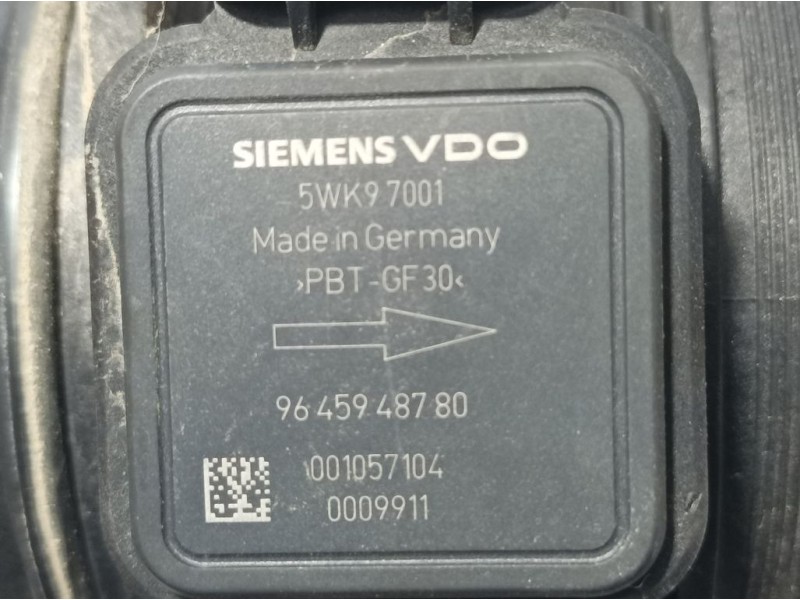 SIEMENS VDO
5WK9 7001
Made in Germany
›PBT-GF30‹
96 459 487 80
001057104
0009911